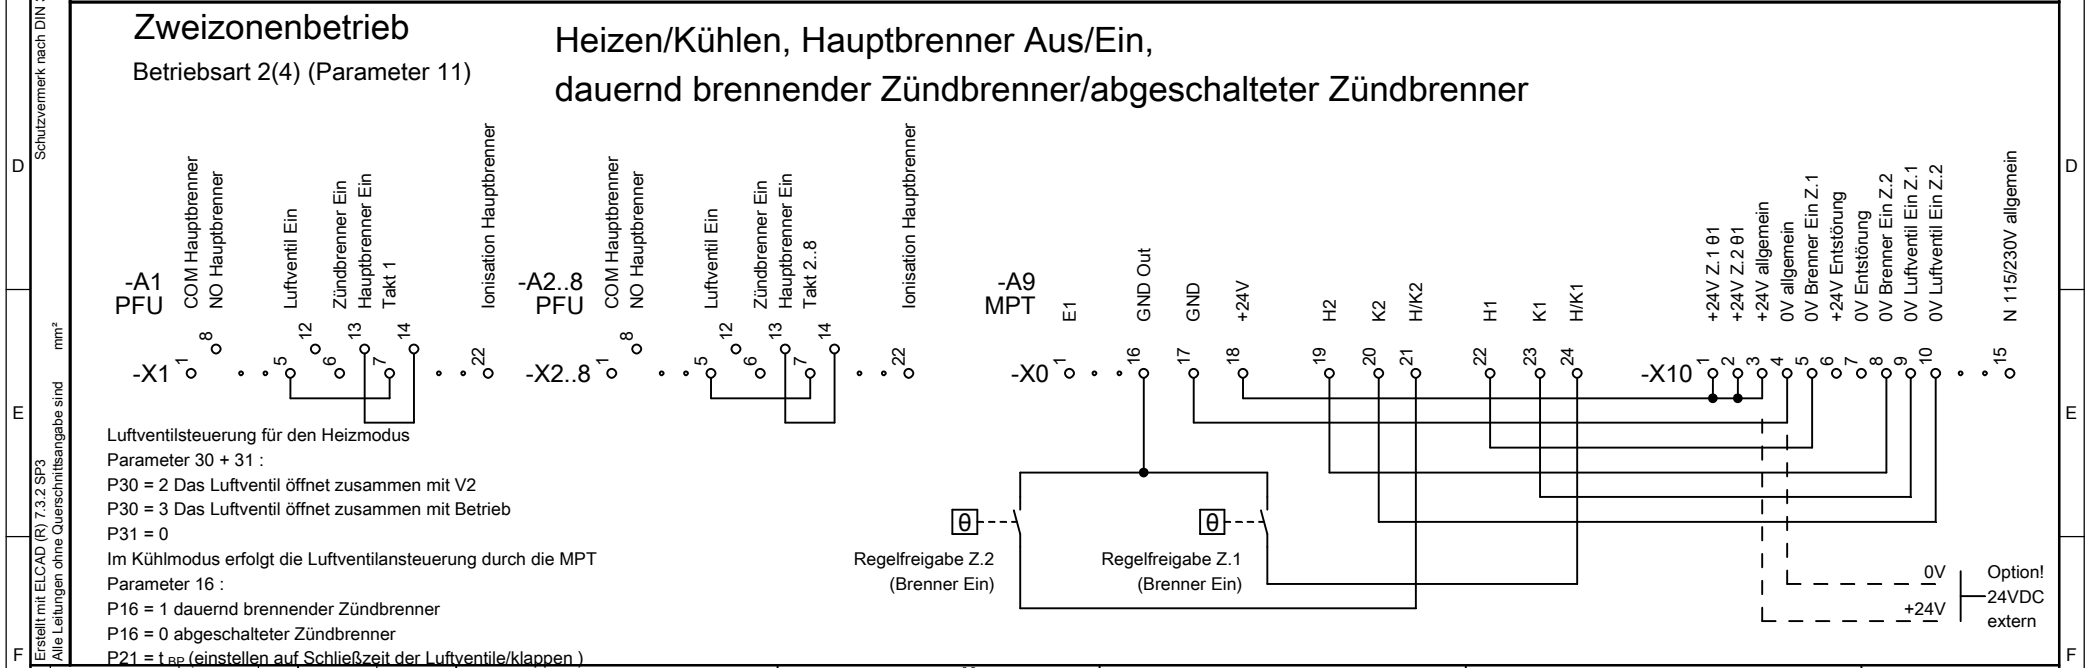 Zweizonenbetrieb
Betriebsart 2(4) (Parameter 11)
Heizen/Kühlen, Hauptbrenner Aus/Ein,
dauernd brennender Zündbrenner/abgeschalteter Zündbrenner
Schutzvermerk nach DIN
D
D
E
E
F
F
-A1
PFU
COM Hauptbrenner
NO Hauptbrenner
Luftventil Ein
Zündbrenner Ein
Hauptbrenner Ein
Takt 1
Ionisation Hauptbrenner
-X1
1
8
5
12
6
13
7
14
22
-A2..8
PFU
COM Hauptbrenner
NO Hauptbrenner
Luftventil Ein
Zündbrenner Ein
Hauptbrenner Ein
Takt 2..8
Ionisation Hauptbrenner
-X2..8
1
8
5
12
6
13
7
14
22
-A9
MPT
E1
GND Out
GND
+24V
H2
K2
H/K2
H1
K1
H/K1
-X0
1
16
17
18
19
20
21
22
23
24
+24V Z.1 θ1
+24V Z.2 θ1
+24V allgemein
0V allgemein
0V Brenner Ein Z.1
+24V Entstörung
0V Entstörung
0V Brenner Ein Z.2
0V Luftventil Ein Z.1
0V Luftventil Ein Z.2
N 115/230V allgemein
-X10
1
2
3
4
5
6
7
8
9
10
15
Luftventilsteuerung für den Heizmodus
Parameter 30 + 31 :
P30 = 2 Das Luftventil öffnet zusammen mit V2
P30 = 3 Das Luftventil öffnet zusammen mit Betrieb
P31 = 0
Im Kühlmodus erfolgt die Luftventilansteuerung durch die MPT
Parameter 16 :
P16 = 1 dauernd brennender Zündbrenner
P16 = 0 abgeschalteter Zündbrenner
P21 = t BP (einstellen auf Schließzeit der Luftventile/klappen )
θ
Regelfreigabe Z.2
(Brenner Ein)
θ
Regelfreigabe Z.1
(Brenner Ein)
0V
+24V
Option!
24VDC
extern
Erstellt mit ELCAD (R) 7.3.2 SP3
Alle Leitungen ohne Querschnittsangabe sind mm²